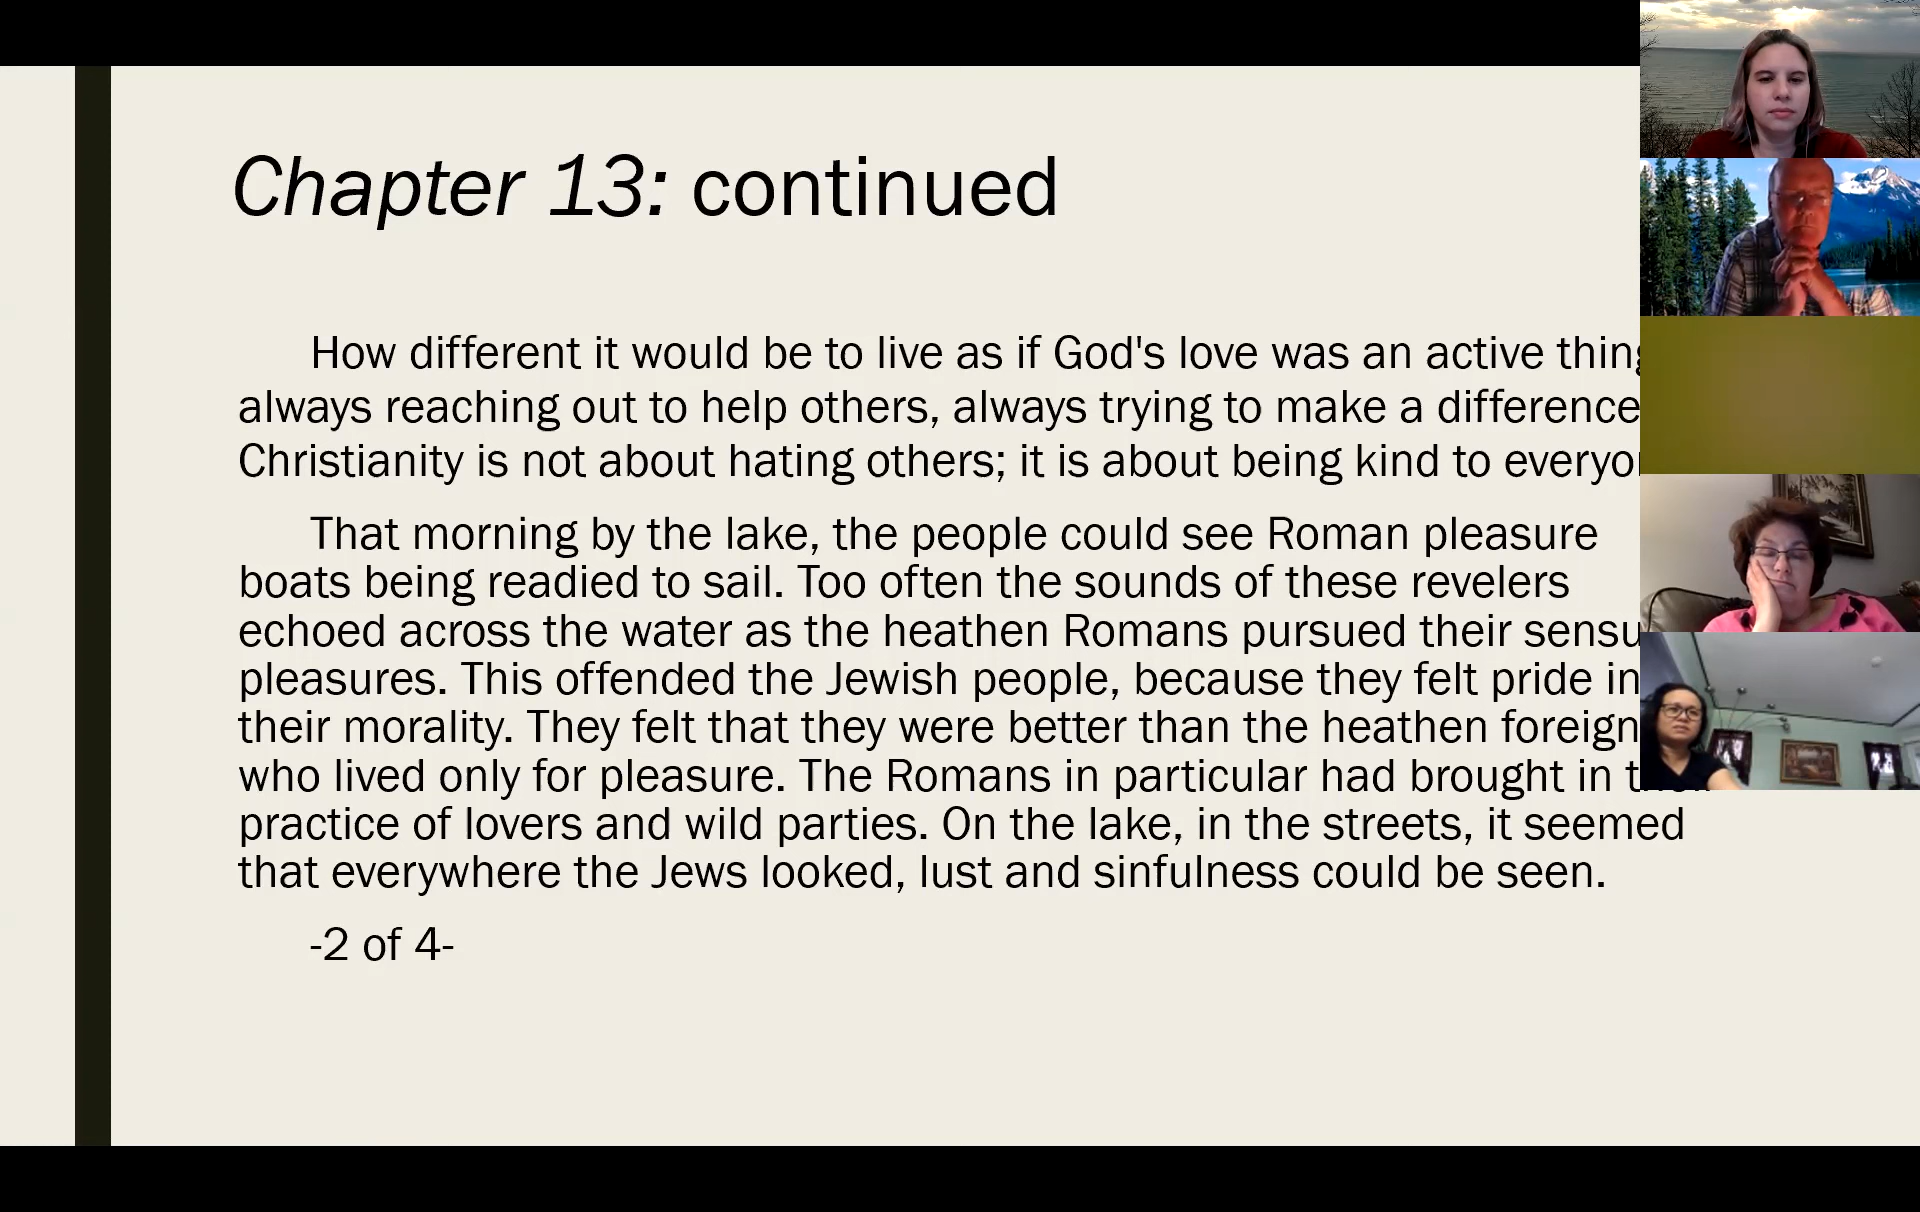 Chapter 13: continued
How different it would be to live as if God's love was an active
always reaching out to help others, always trying to make a difference
Christianity is not about hating others; it is about being kind to
That morning by the lake, the people could see Roman pleasure
boats being readied to sail. Too often the sounds of these revelers
echoed across the water as the heathen Romans pursued their
pleasures. This offended the Jewish people, because they felt pride in
their morality. They felt that they were better than the heathen
who lived only for pleasure. The Romans in particular had brought in
practice of lovers and wild parties. On the lake, in the streets, it seemed
that everywhere the Jews looked, lust and sinfulness could be seen.
-2 of 4-